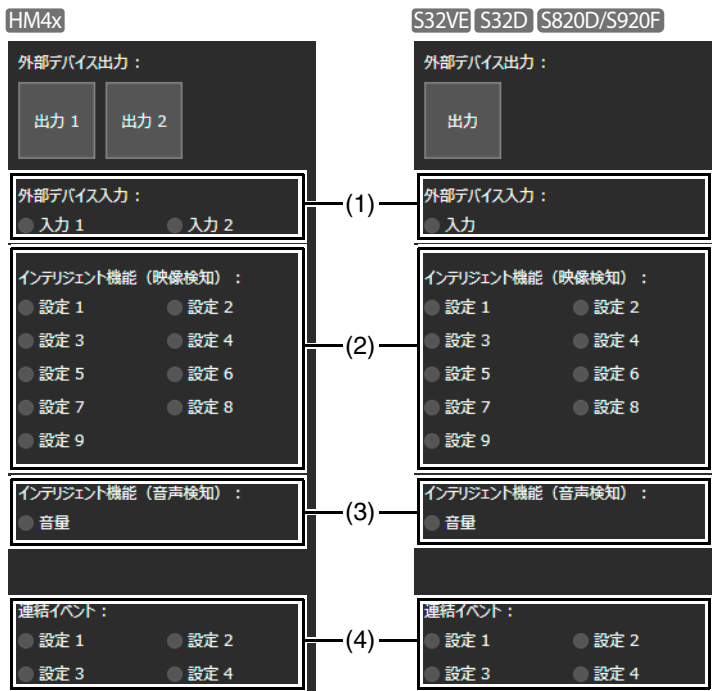 HM4x
外部デバイス出力：
出力 1 出力 2
外部デバイス入力：
入力 1 入力 2
インテリジェント機能（映像検知）：
設定 1 設定 2
設定 3 設定 4
設定 5 設定 6
設定 7 設定 8
設定 9
インテリジェント機能（音声検知）：
音量
連結イベント：
設定 1 設定 2
設定 3 設定 4
(1)
(2)
(3)
(4)
S32VE S32D S820D/S920F
外部デバイス出力：
出力
外部デバイス入力：
入力
インテリジェント機能（映像検知）：
設定 1 設定 2
設定 3 設定 4
設定 5 設定 6
設定 7 設定 8
設定 9
インテリジェント機能（音声検知）：
音量
連結イベント：
設定 1 設定 2
設定 3 設定 4